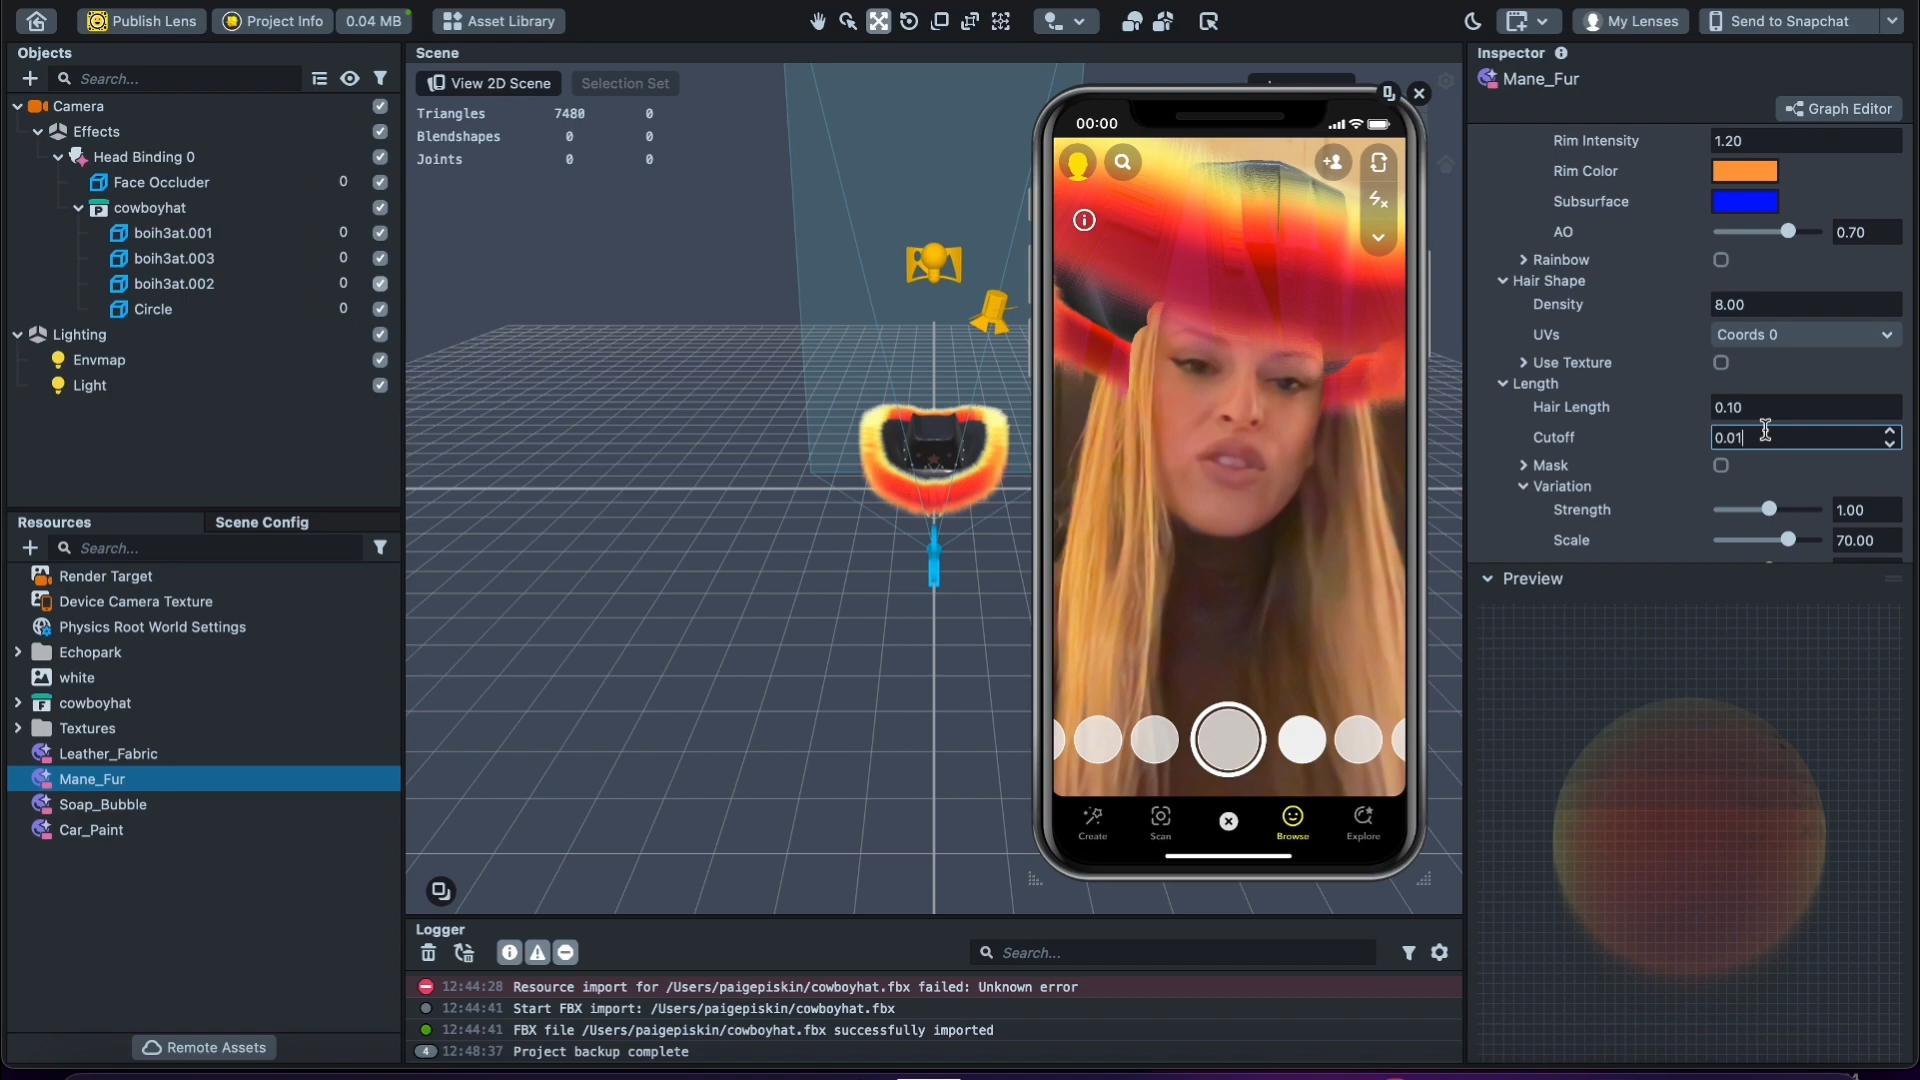 Publish Lens
Project Info
0.04 MB
Asset Library
My Lenses
Send to Snapchat
Objects
Search...
Camera
Effects
Head Binding 0
Face Occluder 0
cowboyhat
boih3at.001 0
boih3at.003 0
boih3at.002 0
Circle 0
Lighting
Envmap
Light
Resources
Scene Config
Search...
Render Target
Device Camera Texture
Physics Root World Settings
Echopark
white
cowboyhat
Textures
Leather_Fabric
Mane_Fur
Soap_Bubble
Car_Paint
Remote Assets
Scene
View 2D Scene
Selection Set
Triangles 7480 0
Blendshapes 0 0
Joints 0 0
00:00
Create
Scan
Browse
Explore
Logger
Search...
12:44:28 Resource import for /Users/paigepiskin/cowboyhat.fbx failed: Unknown error
12:44:41 Start FBX import: /Users/paigepiskin/cowboyhat.fbx
12:44:41 FBX file /Users/paigepiskin/cowboyhat.fbx successfully imported
4 12:48:37 Project backup complete
Inspector
Mane_Fur
Graph Editor
Rim Intensity 1.20
Rim Color
Subsurface
AO 0.70
Rainbow
Hair Shape
Density 8.00
UVs Coords 0
Use Texture
Length
Hair Length 0.10
Cutoff 0.01
Mask
Variation
Strength 1.00
Scale 70.00
Preview